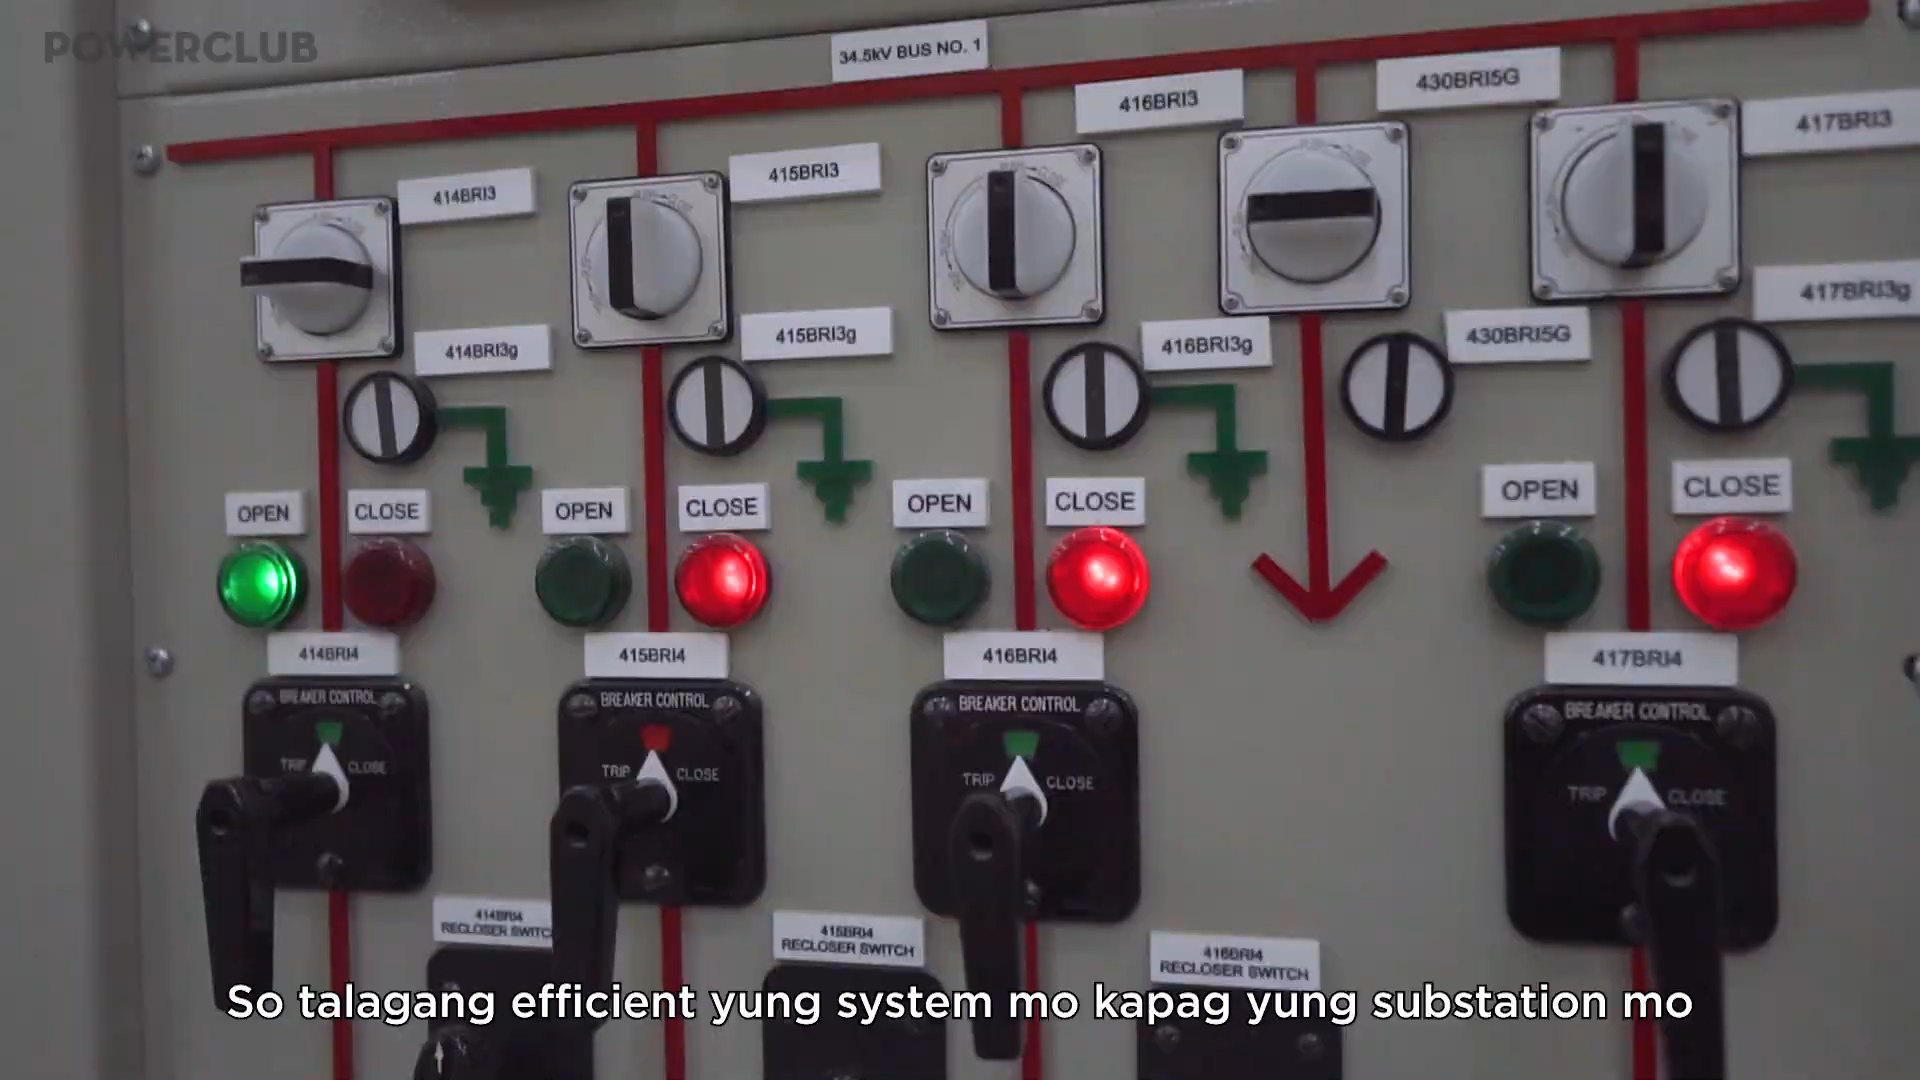 POWERCLUB
34.5kV BUS NO. 1
414BRI3
415BRI3
416BRI3
430BRI5G
417BRI3
414BRI3g
415BRI3g
416BRI3g
430BRI5G
417BRI3g
OPEN
CLOSE
OPEN
CLOSE
OPEN
CLOSE
OPEN
CLOSE
414BRI4
415BRI4
416BRI4
417BRI4
BREAKER CONTROL
TRIP
CLOSE
BREAKER CONTROL
TRIP
CLOSE
BREAKER CONTROL
TRIP
CLOSE
BREAKER CONTROL
TRIP
CLOSE
414BRI4
RECLOSER SWITC
415BRI4
RECLOSER SWITCH
416BRI4
RECLOSER SWITCH
So talagang efficient yung system mo kapag yung substation mo